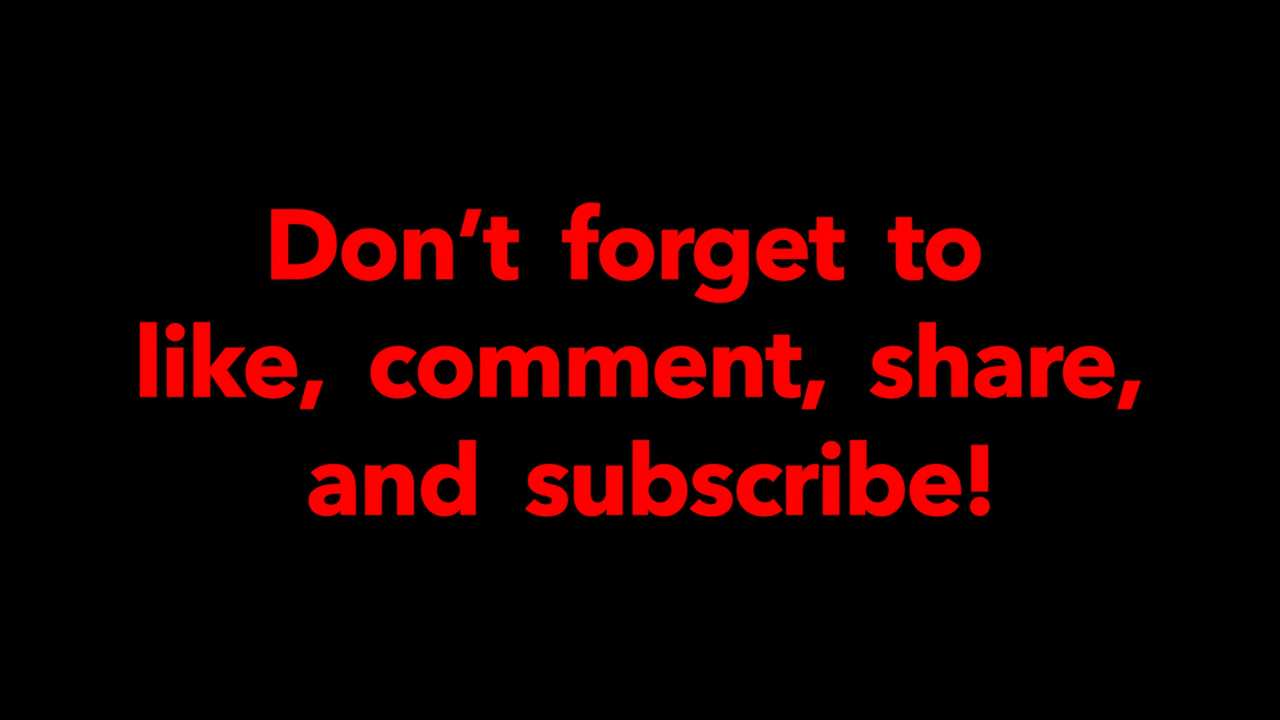 Don’t forget to
like, comment, share,
and subscribe!